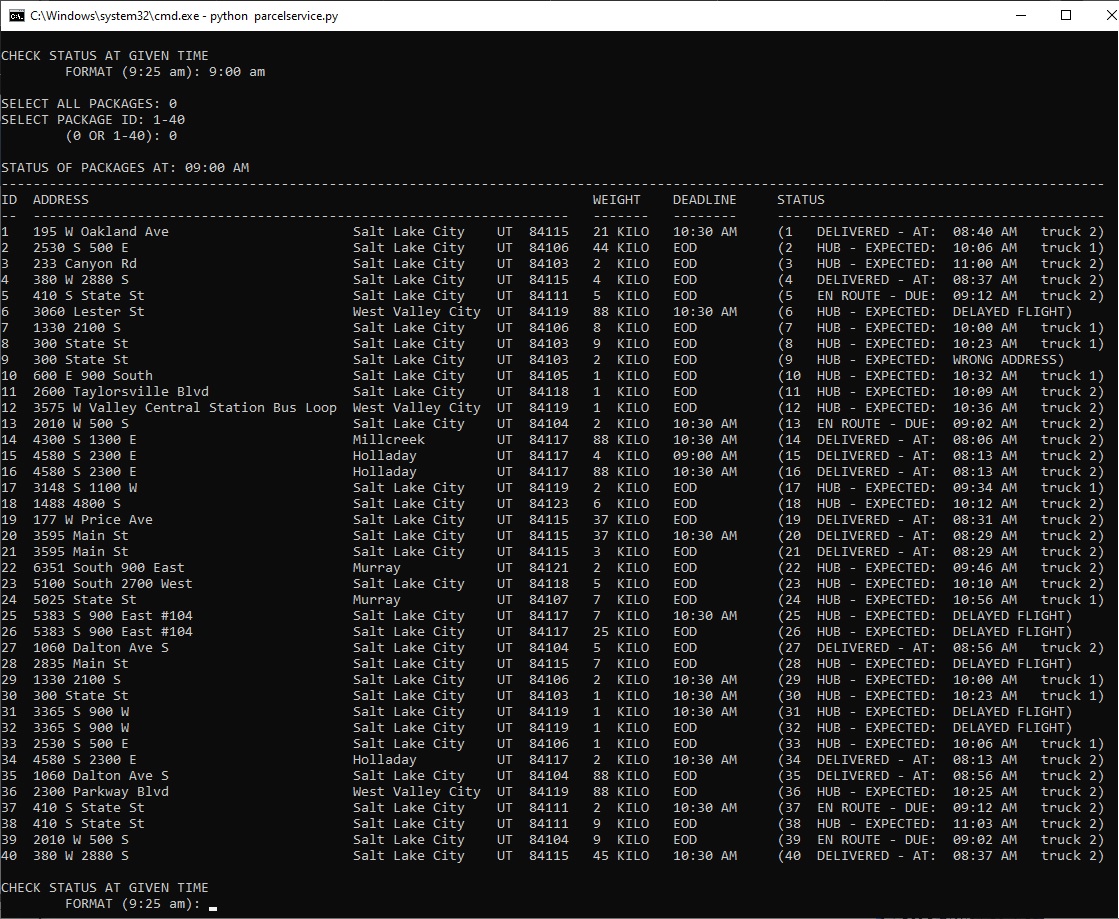 C:\Windows\system32\cmd.exe - python  parcelservice.py
CHECK STATUS AT GIVEN TIME
        FORMAT (9:25 am): 9:00 am
SELECT ALL PACKAGES: 0
SELECT PACKAGE ID: 1-40
        (0 OR 1-40): 0
STATUS OF PACKAGES AT: 09:00 AM
------------------------------------------------------------------------------------------------------------------------------------------
ID  ADDRESS                                                               WEIGHT    DEADLINE     STATUS
--  -------------------------------------------------------------------   -------   --------     -----------------------------------------
1   195 W Oakland Ave                       Salt Lake City    UT  84115   21 KILO   10:30 AM     (1   DELIVERED - AT:  08:40 AM   truck 2)
2   2530 S 500 E                            Salt Lake City    UT  84106   44 KILO   EOD          (2   HUB - EXPECTED:  10:06 AM   truck 1)
3   233 Canyon Rd                           Salt Lake City    UT  84103   2  KILO   EOD          (3   HUB - EXPECTED:  11:00 AM   truck 2)
4   380 W 2880 S                            Salt Lake City    UT  84115   4  KILO   EOD          (4   DELIVERED - AT:  08:37 AM   truck 2)
5   410 S State St                          Salt Lake City    UT  84111   5  KILO   EOD          (5   EN ROUTE - DUE:  09:12 AM   truck 2)
6   3060 Lester St                          West Valley City  UT  84119   88 KILO   10:30 AM     (6   HUB - EXPECTED:  DELAYED FLIGHT)
7   1330 2100 S                             Salt Lake City    UT  84106   8  KILO   EOD          (7   HUB - EXPECTED:  10:00 AM   truck 1)
8   300 State St                            Salt Lake City    UT  84103   9  KILO   EOD          (8   HUB - EXPECTED:  10:23 AM   truck 1)
9   300 State St                            Salt Lake City    UT  84103   2  KILO   EOD          (9   HUB - EXPECTED:  WRONG ADDRESS)
10  600 E 900 South                         Salt Lake City    UT  84105   1  KILO   EOD          (10  HUB - EXPECTED:  10:32 AM   truck 1)
11  2600 Taylorsville Blvd                  Salt Lake City    UT  84118   1  KILO   EOD          (11  HUB - EXPECTED:  10:09 AM   truck 2)
12  3575 W Valley Central Station Bus Loop  West Valley City  UT  84119   1  KILO   EOD          (12  HUB - EXPECTED:  10:36 AM   truck 2)
13  2010 W 500 S                            Salt Lake City    UT  84104   2  KILO   10:30 AM     (13  EN ROUTE - DUE:  09:02 AM   truck 2)
14  4300 S 1300 E                           Millcreek         UT  84117   88 KILO   10:30 AM     (14  DELIVERED - AT:  08:06 AM   truck 2)
15  4580 S 2300 E                           Holladay          UT  84117   4  KILO   09:00 AM     (15  DELIVERED - AT:  08:13 AM   truck 2)
16  4580 S 2300 E                           Holladay          UT  84117   88 KILO   10:30 AM     (16  DELIVERED - AT:  08:13 AM   truck 2)
17  3148 S 1100 W                           Salt Lake City    UT  84119   2  KILO   EOD          (17  HUB - EXPECTED:  09:34 AM   truck 1)
18  1488 4800 S                             Salt Lake City    UT  84123   6  KILO   EOD          (18  HUB - EXPECTED:  10:12 AM   truck 2)
19  177 W Price Ave                         Salt Lake City    UT  84115   37 KILO   EOD          (19  DELIVERED - AT:  08:31 AM   truck 2)
20  3595 Main St                            Salt Lake City    UT  84115   37 KILO   10:30 AM     (20  DELIVERED - AT:  08:29 AM   truck 2)
21  3595 Main St                            Salt Lake City    UT  84115   3  KILO   EOD          (21  DELIVERED - AT:  08:29 AM   truck 2)
22  6351 South 900 East                     Murray            UT  84121   2  KILO   EOD          (22  HUB - EXPECTED:  09:46 AM   truck 2)
23  5100 South 2700 West                    Salt Lake City    UT  84118   5  KILO   EOD          (23  HUB - EXPECTED:  10:10 AM   truck 2)
24  5025 State St                           Murray            UT  84107   7  KILO   EOD          (24  HUB - EXPECTED:  10:56 AM   truck 1)
25  5383 S 900 East #104                    Salt Lake City    UT  84117   7  KILO   10:30 AM     (25  HUB - EXPECTED:  DELAYED FLIGHT)
26  5383 S 900 East #104                    Salt Lake City    UT  84117   25 KILO   EOD          (26  HUB - EXPECTED:  DELAYED FLIGHT)
27  1060 Dalton Ave S                       Salt Lake City    UT  84104   5  KILO   EOD          (27  DELIVERED - AT:  08:56 AM   truck 2)
28  2835 Main St                            Salt Lake City    UT  84115   7  KILO   EOD          (28  HUB - EXPECTED:  DELAYED FLIGHT)
29  1330 2100 S                             Salt Lake City    UT  84106   2  KILO   10:30 AM     (29  HUB - EXPECTED:  10:00 AM   truck 1)
30  300 State St                            Salt Lake City    UT  84103   1  KILO   10:30 AM     (30  HUB - EXPECTED:  10:23 AM   truck 1)
31  3365 S 900 W                            Salt Lake City    UT  84119   1  KILO   10:30 AM     (31  HUB - EXPECTED:  DELAYED FLIGHT)
32  3365 S 900 W                            Salt Lake City    UT  84119   1  KILO   EOD          (32  HUB - EXPECTED:  DELAYED FLIGHT)
33  2530 S 500 E                            Salt Lake City    UT  84106   1  KILO   EOD          (33  HUB - EXPECTED:  10:06 AM   truck 1)
34  4580 S 2300 E                           Holladay          UT  84117   2  KILO   10:30 AM     (34  DELIVERED - AT:  08:13 AM   truck 2)
35  1060 Dalton Ave S                       Salt Lake City    UT  84104   88 KILO   EOD          (35  DELIVERED - AT:  08:56 AM   truck 2)
36  2300 Parkway Blvd                       West Valley City  UT  84119   88 KILO   EOD          (36  HUB - EXPECTED:  10:25 AM   truck 2)
37  410 S State St                          Salt Lake City    UT  84111   2  KILO   10:30 AM     (37  EN ROUTE - DUE:  09:12 AM   truck 2)
38  410 S State St                          Salt Lake City    UT  84111   9  KILO   EOD          (38  HUB - EXPECTED:  11:03 AM   truck 2)
39  2010 W 500 S                            Salt Lake City    UT  84104   9  KILO   EOD          (39  EN ROUTE - DUE:  09:02 AM   truck 2)
40  380 W 2880 S                            Salt Lake City    UT  84115   45 KILO   10:30 AM     (40  DELIVERED - AT:  08:37 AM   truck 2)
CHECK STATUS AT GIVEN TIME
        FORMAT (9:25 am):